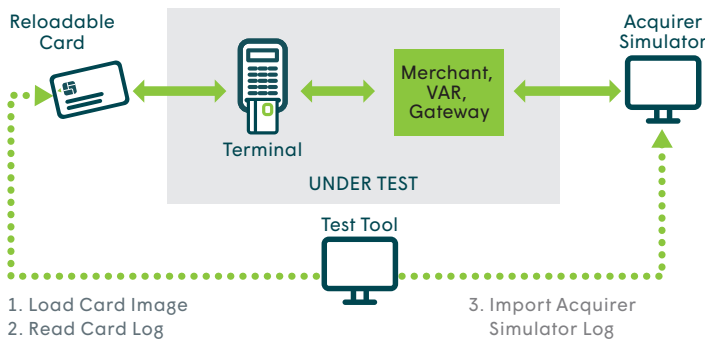 Reloadable
Card
Acquirer
Simulator
Merchant,
VAR,
Gateway
Terminal
UNDER TEST
Test Tool
1. Load Card Image
2. Read Card Log
3. Import Acquirer
Simulator Log